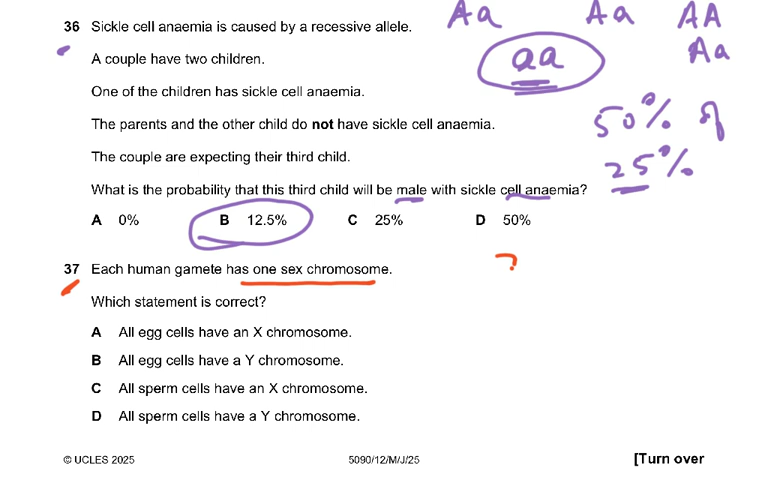 Aa Aa AA
36 Sickle cell anaemia is caused by a recessive allele.
aa Aa
A couple have two children.
One of the children has sickle cell anaemia.
50% of
The parents and the other child do not have sickle cell anaemia.
The couple are expecting their third child.
25%
What is the probability that this third child will be male with sickle cell anaemia?
A 0% B 12.5% C 25% D 50%
37 Each human gamete has one sex chromosome.
?
Which statement is correct?
A All egg cells have an X chromosome.
B All egg cells have a Y chromosome.
C All sperm cells have an X chromosome.
D All sperm cells have a Y chromosome.
© UCLES 2025 5090/12/M/J/25 [Turn over